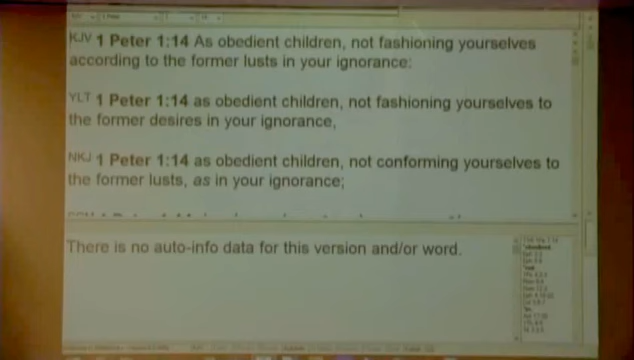 KJV 1 Peter 1:14 As obedient children, not fashioning yourselves
according to the former lusts in your ignorance:
YLT 1 Peter 1:14 as obedient children, not fashioning yourselves to
the former desires in your ignorance,
NKJ 1 Peter 1:14 as obedient children, not conforming yourselves to
the former lusts, as in your ignorance;
There is no auto-info data for this version and/or word.